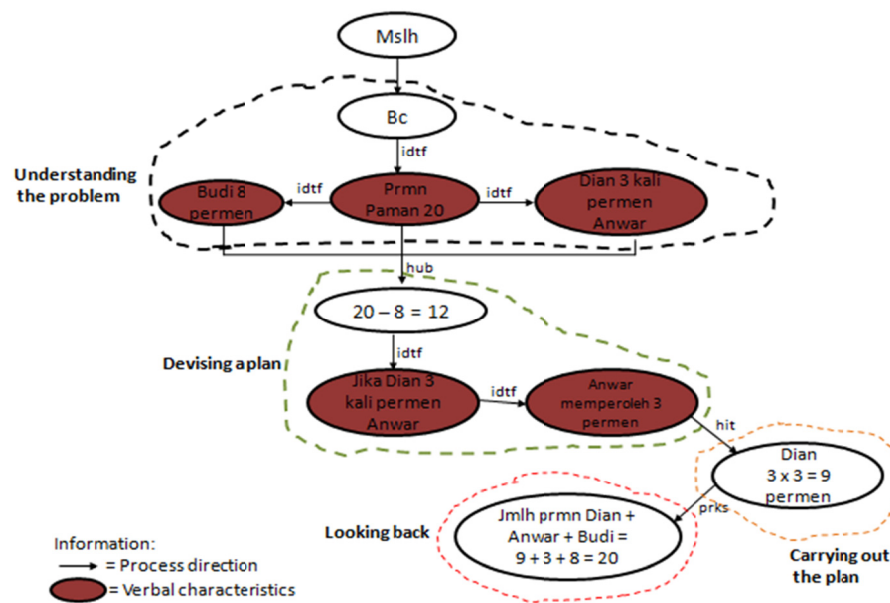 Mslh
Bc
idtf
Understanding
the problem
Budi 8
permen
idtf
Prmn
Paman 20
idtf
Dian 3 kali
permen
Anwar
hub
20 – 8 = 12
Devising aplan
idtf
Jika Dian 3
kali permen
Anwar
idtf
Anwar
memperoleh 3
permen
hit
Dian
3 x 3 = 9
permen
prks
Looking back
Jmlh prmn Dian +
Anwar + Budi =
9 + 3 + 8 = 20
Carrying out
the plan
Information:
= Process direction
= Verbal characteristics